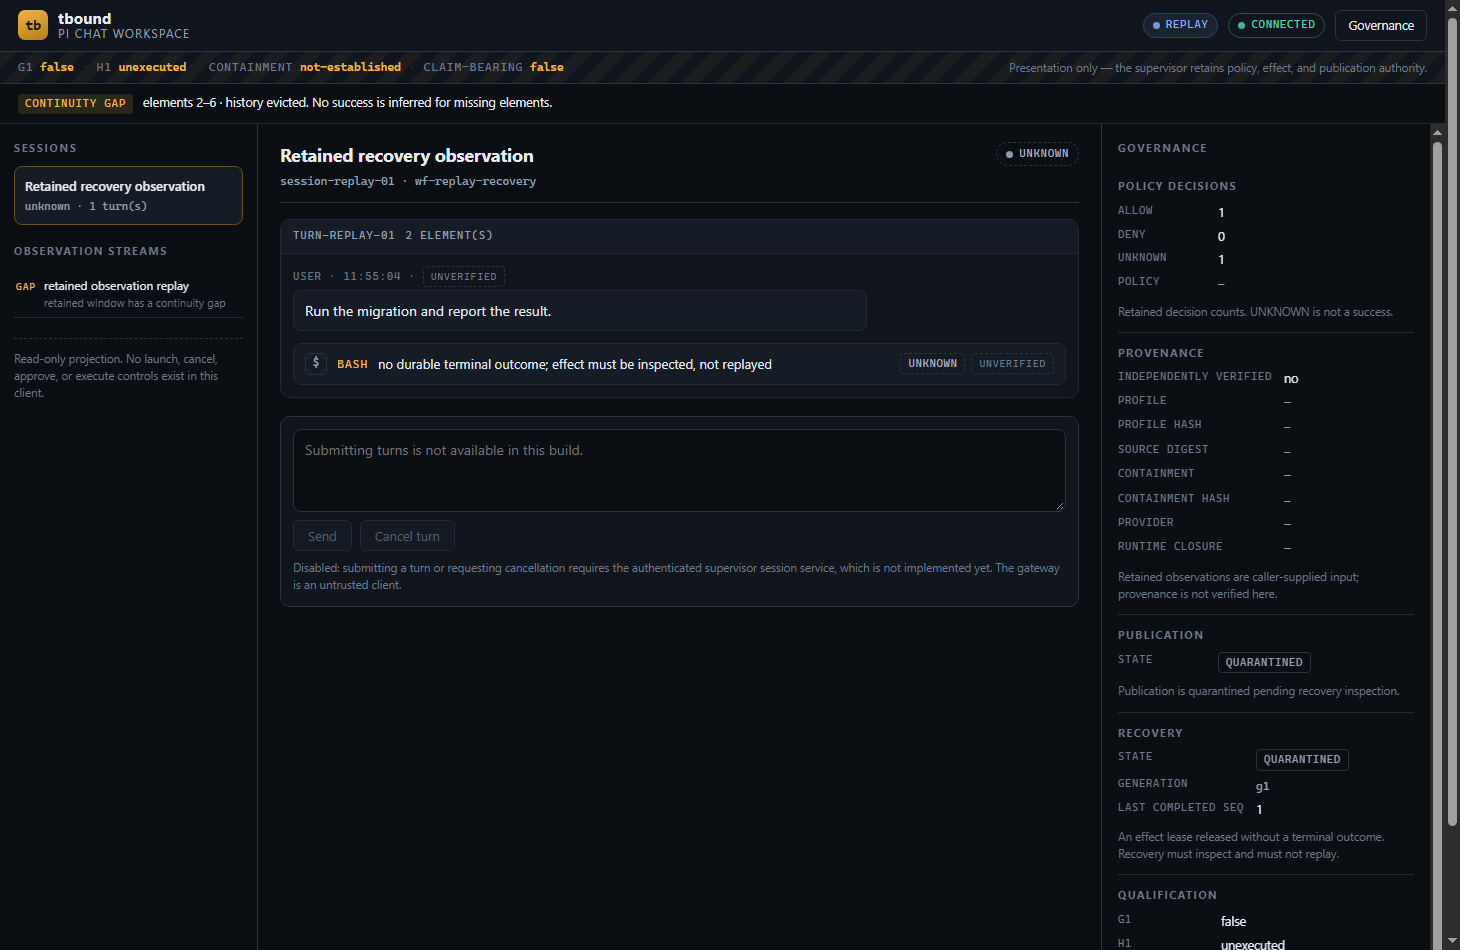 tb
tbound
PI CHAT WORKSPACE
REPLAY
CONNECTED
Governance
G1 false · H1 unexecuted · CONTAINMENT not-established · CLAIM-BEARING false
Presentation only — the supervisor retains policy, effect, and publication authority.
CONTINUITY GAP elements 2–6 · history evicted. No success is inferred for missing elements.
SESSIONS
Retained recovery observation
unknown · 1 turn(s)
OBSERVATION STREAMS
GAP retained observation replay
retained window has a continuity gap
Read-only projection. No launch, cancel,
approve, or execute controls exist in this
client.
Retained recovery observation
UNKNOWN
session-replay-01 · wf-replay-recovery
TURN-REPLAY-01 2 ELEMENT(S)
USER · 11:55:04 · UNVERIFIED
Run the migration and report the result.
$ BASH no durable terminal outcome; effect must be inspected, not replayed UNKNOWN UNVERIFIED
Submitting turns is not available in this build.
Send Cancel turn
Disabled: submitting a turn or requesting cancellation requires the authenticated supervisor session service, which is not implemented yet. The gateway
is an untrusted client.
GOVERNANCE
POLICY DECISIONS
ALLOW 1
DENY 0
UNKNOWN 1
POLICY –
Retained decision counts. UNKNOWN is not a success.
PROVENANCE
INDEPENDENTLY VERIFIED no
PROFILE –
PROFILE HASH –
SOURCE DIGEST –
CONTAINMENT –
CONTAINMENT HASH –
PROVIDER –
RUNTIME CLOSURE –
Retained observations are caller-supplied input;
provenance is not verified here.
PUBLICATION
STATE QUARANTINED
Publication is quarantined pending recovery inspection.
RECOVERY
STATE QUARANTINED
GENERATION g1
LAST COMPLETED SEQ 1
An effect lease released without a terminal outcome.
Recovery must inspect and must not replay.
QUALIFICATION
G1 false
H1 unexecuted